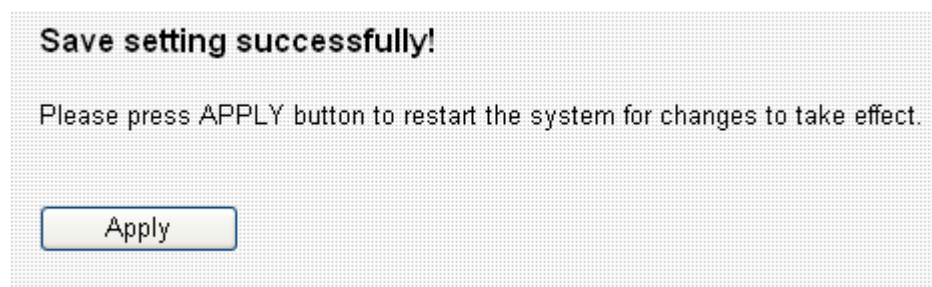 Save setting successfully!
Please press APPLY button to restart the system for changes to take effect.
Apply